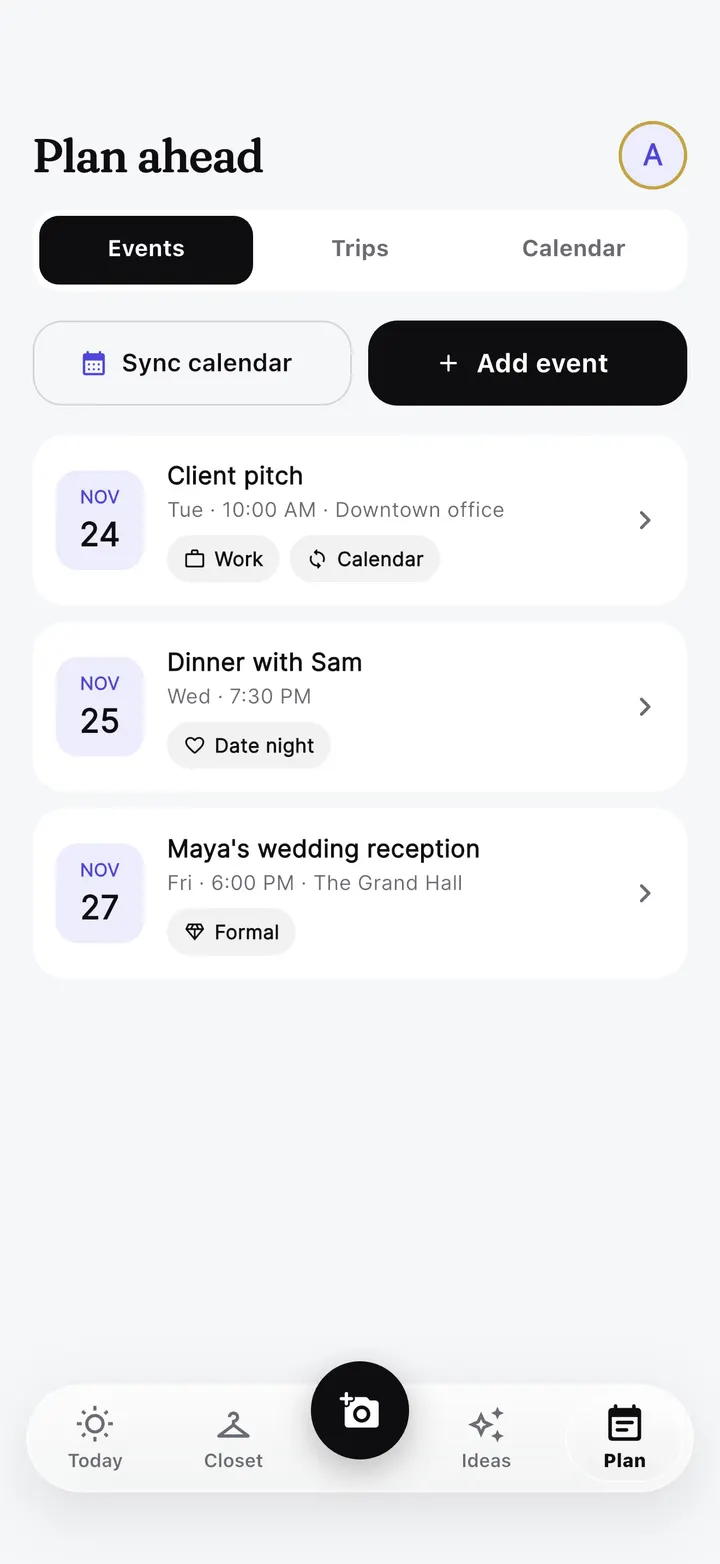 Plan ahead
A
Events
Trips
Calendar
Sync calendar
Add event
NOV
24
Client pitch
Tue · 10:00 AM · Downtown office
Work
Calendar
NOV
25
Dinner with Sam
Wed · 7:30 PM
Date night
NOV
27
Maya's wedding reception
Fri · 6:00 PM · The Grand Hall
Formal
Today
Closet
Ideas
Plan